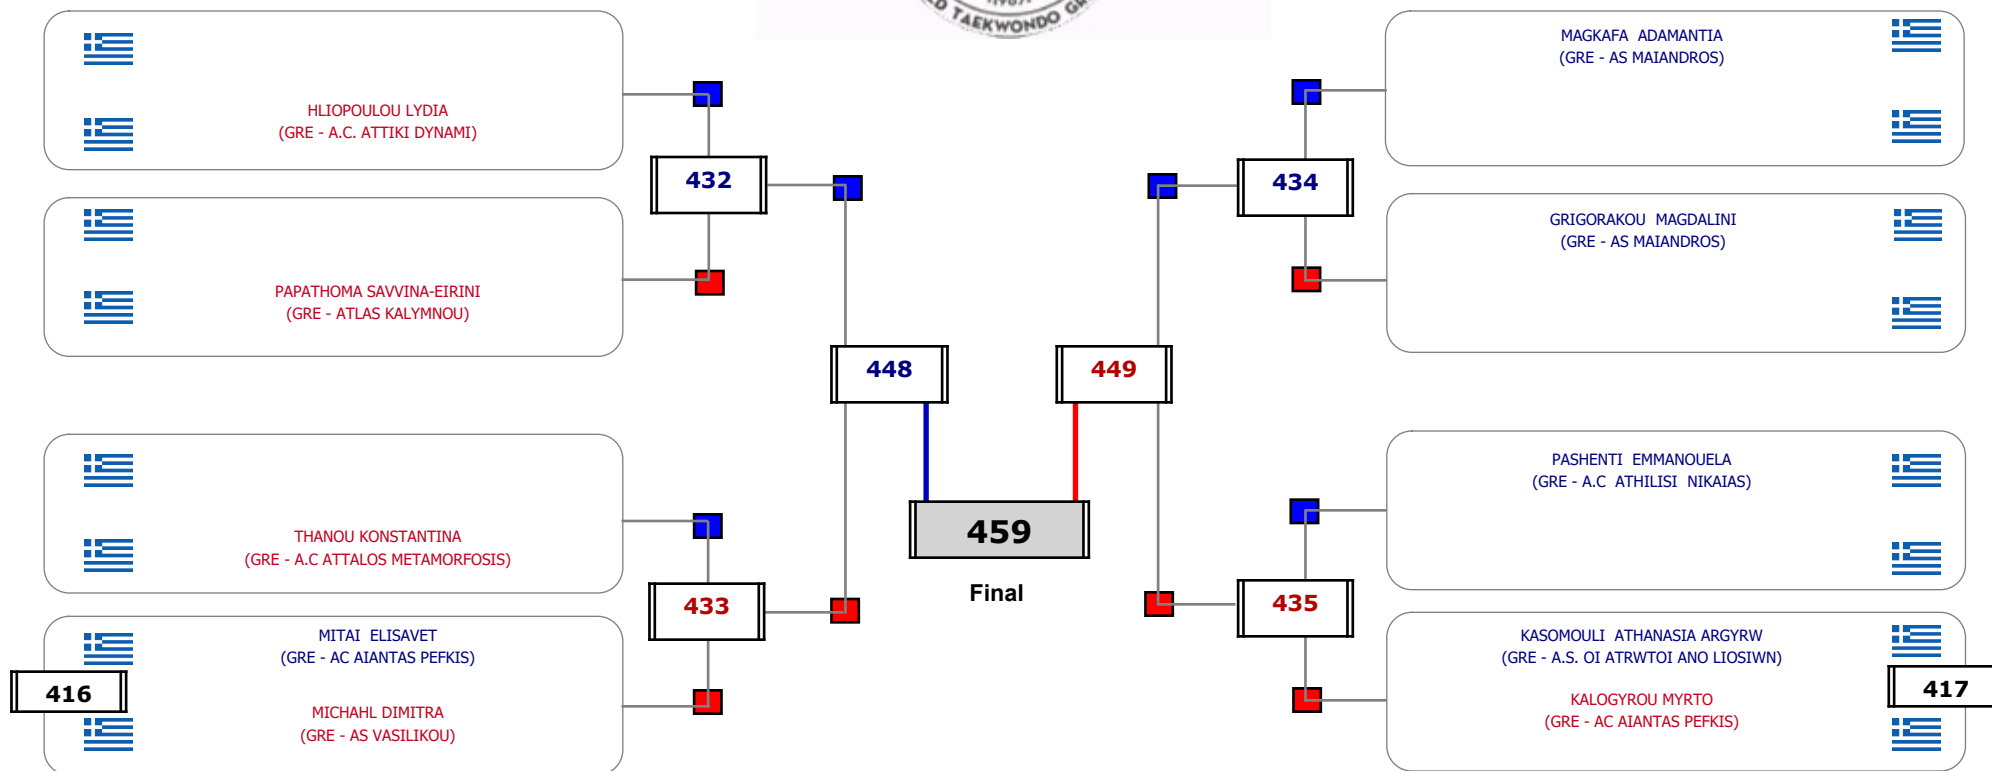 TAEKWONDO
HLIOPOULOU LYDIA
(GRE - A.C. ATTIKI DYNAMI)
432
PAPATHOMA SAVVINA-EIRINI
(GRE - ATLAS KALYMNOU)
448
THANOU KONSTANTINA
(GRE - A.C ATTALOS METAMORFOSIS)
433
MITAI ELISAVET
(GRE - AC AIANTAS PEFKIS)
416
MICHAHL DIMITRA
(GRE - AS VASILIKOU)
459
Final
MAGKAFA ADAMANTIA
(GRE - AS MAIANDROS)
434
GRIGORAKOU MAGDALINI
(GRE - AS MAIANDROS)
449
PASHENTI EMMANOUELA
(GRE - A.C ATHILISI NIKAIAS)
435
KASOMOULI ATHANASIA ARGYRW
(GRE - A.S. OI ATRWTOI ANO LIOSIWN)
417
KALOGYROU MYRTO
(GRE - AC AIANTAS PEFKIS)